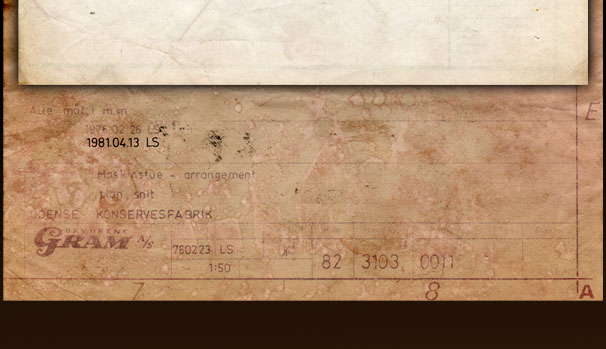 Alle mål i mm
E
1976.02.26 LS
1981.04.13 LS
Maskinstue - arrangement
plan, snit
ODENSE KONSERVESFABRIK
BRDRENE
GRAM A/S
760223 LS
1:50
82 3103 0011
7 8 A